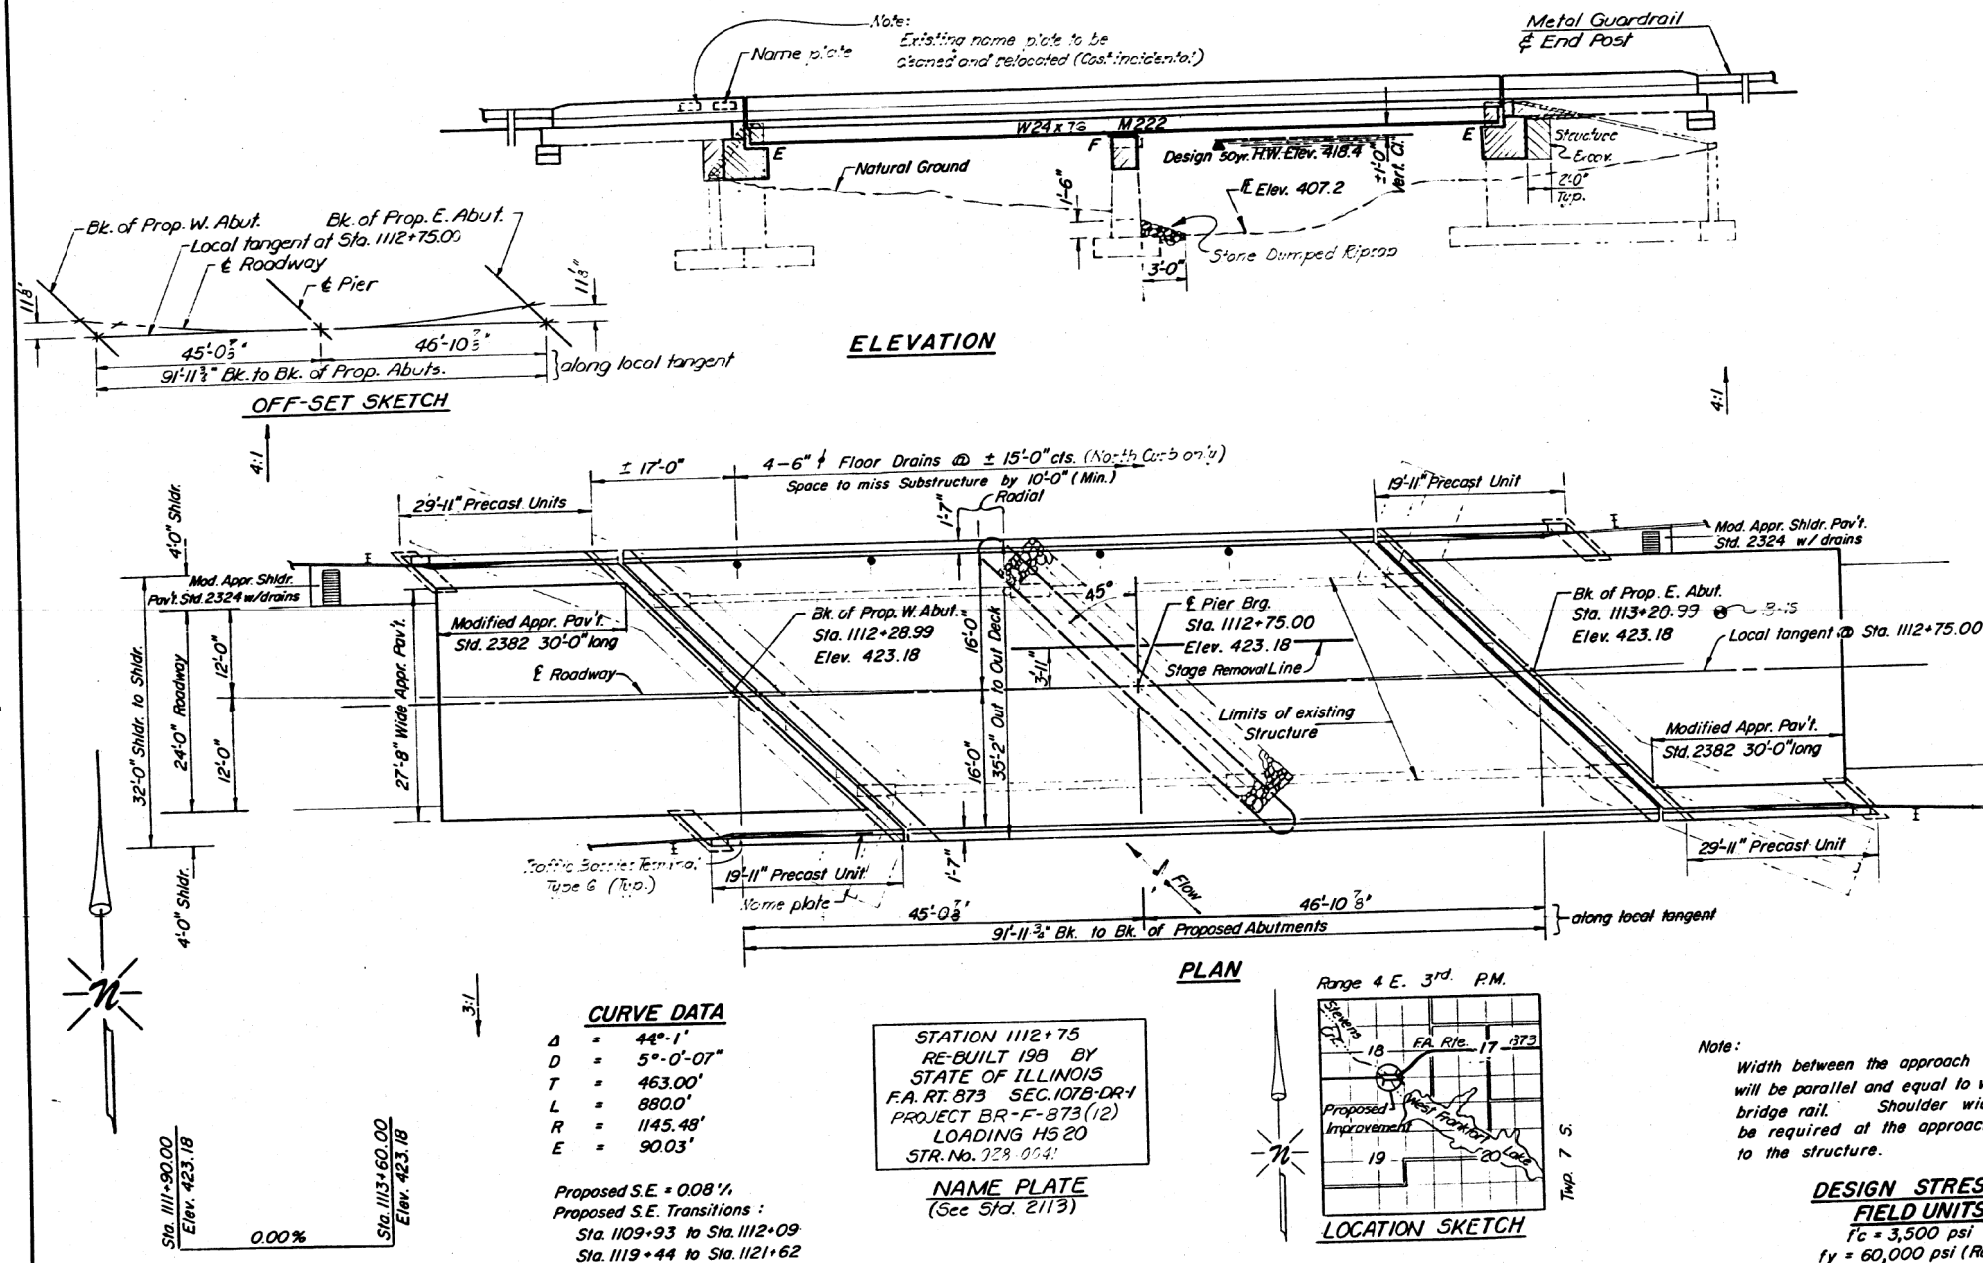 Note:
Existing name plate to be
cleaned and relocated (Cost incidental)
Name plate
Metal Guardrail
& End Post
W24 x 76 M222
E
F
E
Design 50yr. H.W. Elev. 418.4
±1'-0"
Vert. Cl.
Structure
Excav.
2'-0"
Typ.
Natural Ground
1'-6"
℄ Elev. 407.2
Stone Dumped Riprap
3'-0"
ELEVATION
Bk. of Prop. W. Abut.
Bk. of Prop. E. Abut.
Local tangent at Sta. 1112+75.00
℄ Roadway
℄ Pier
45'-0⅞"
46'-10⅞"
91'-11¾" Bk. to Bk. of Prop. Abuts.
along local tangent
OFF-SET SKETCH
4:1
4:1
± 17'-0"
4-6" ϕ Floor Drains @ ± 15'-0" cts. (North Curb only)
Space to miss Substructure by 10'-0" (Min.)
Radial
1'-7"
29'-11" Precast Units
19'-11" Precast Unit
4'-0" Shldr.
Mod. Appr. Shldr.
Pav't. Std. 2324 w/drains
Mod. Appr. Shldr. Pav't.
Std. 2324 w/ drains
Modified Appr. Pav't.
Std. 2382 30'-0" long
℄ Roadway
Bk. of Prop. W. Abut.
Sta. 1112+28.99
Elev. 423.18
45°
℄ Pier Brg.
Sta. 1112+75.00
Elev. 423.18
Stage Removal Line
3'-11"
Bk. of Prop. E. Abut.
Sta. 1113+20.99
Elev. 423.18
B-15
Local tangent @ Sta. 1112+75.00
32'-0" Shldr. to Shldr.
24'-0" Roadway
12'-0"
12'-0"
27'-8" Wide Appr. Pav't.
16'-0"
16'-0"
35'-2" Out to Out Deck
Limits of existing
Structure
Modified Appr. Pav't.
Std. 2382 30'-0" long
4'-0" Shldr.
Traffic Barrier Terminal
Type 6 (Typ.)
19'-11" Precast Unit
Name plate
1'-7"
Flow
29'-11" Precast Unit
45'-0⅞"
46'-10⅞"
91'-11¾" Bk. to Bk. of Proposed Abutments
along local tangent
PLAN
N
3:1
CURVE DATA
Δ = 44°-1'
D = 5°-0'-07"
T = 463.00'
L = 880.0'
R = 1145.48'
E = 90.03'
Proposed S.E. = 0.08 '/,
Proposed S.E. Transitions :
Sta. 1109+93 to Sta. 1112+09
Sta. 1119+44 to Sta. 1121+62
Sta. 1111+90.00
Elev. 423.18
0.00%
Sta. 1113+60.00
Elev. 423.18
STATION 1112+75
RE-BUILT 198 BY
STATE OF ILLINOIS
F.A. RT. 873 SEC. 107B-DR-1
PROJECT BR-F-873(12)
LOADING HS 20
STR. No. 028-0041
NAME PLATE
(See Std. 2113)
Range 4 E. 3rd. P.M.
Stevens
18
F.A. Rte.
17
873
Proposed
Improvement
West Frankfort Lake
19
20
Twp. 7 S.
N
LOCATION SKETCH
Note:
Width between the approach
will be parallel and equal to
bridge rail. Shoulder
be required at the
to the structure.
DESIGN
FIELD UNITS
f'c = 3,500 psi
fy = 60,000 psi